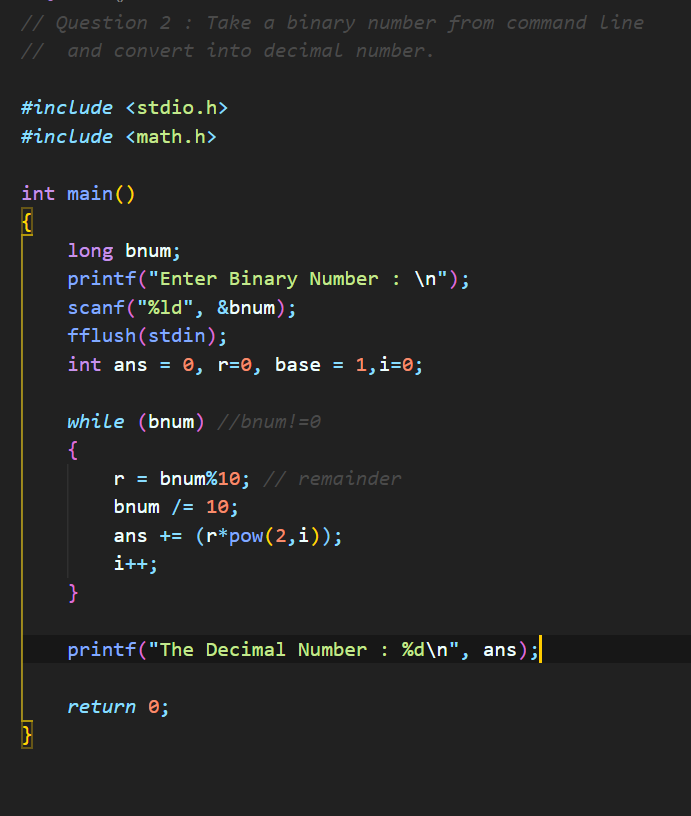 // Question 2 : Take a binary number from command line
//  and convert into decimal number.
#include <stdio.h>
#include <math.h>
int main()
{
    long bnum;
    printf("Enter Binary Number : \n");
    scanf("%ld", &bnum);
    fflush(stdin);
    int ans = 0, r=0, base = 1,i=0;
    while (bnum) //bnum!=0
    {
        r = bnum%10; // remainder
        bnum /= 10;
        ans += (r*pow(2,i));
        i++;
    }
    printf("The Decimal Number : %d\n", ans);
    return 0;
}